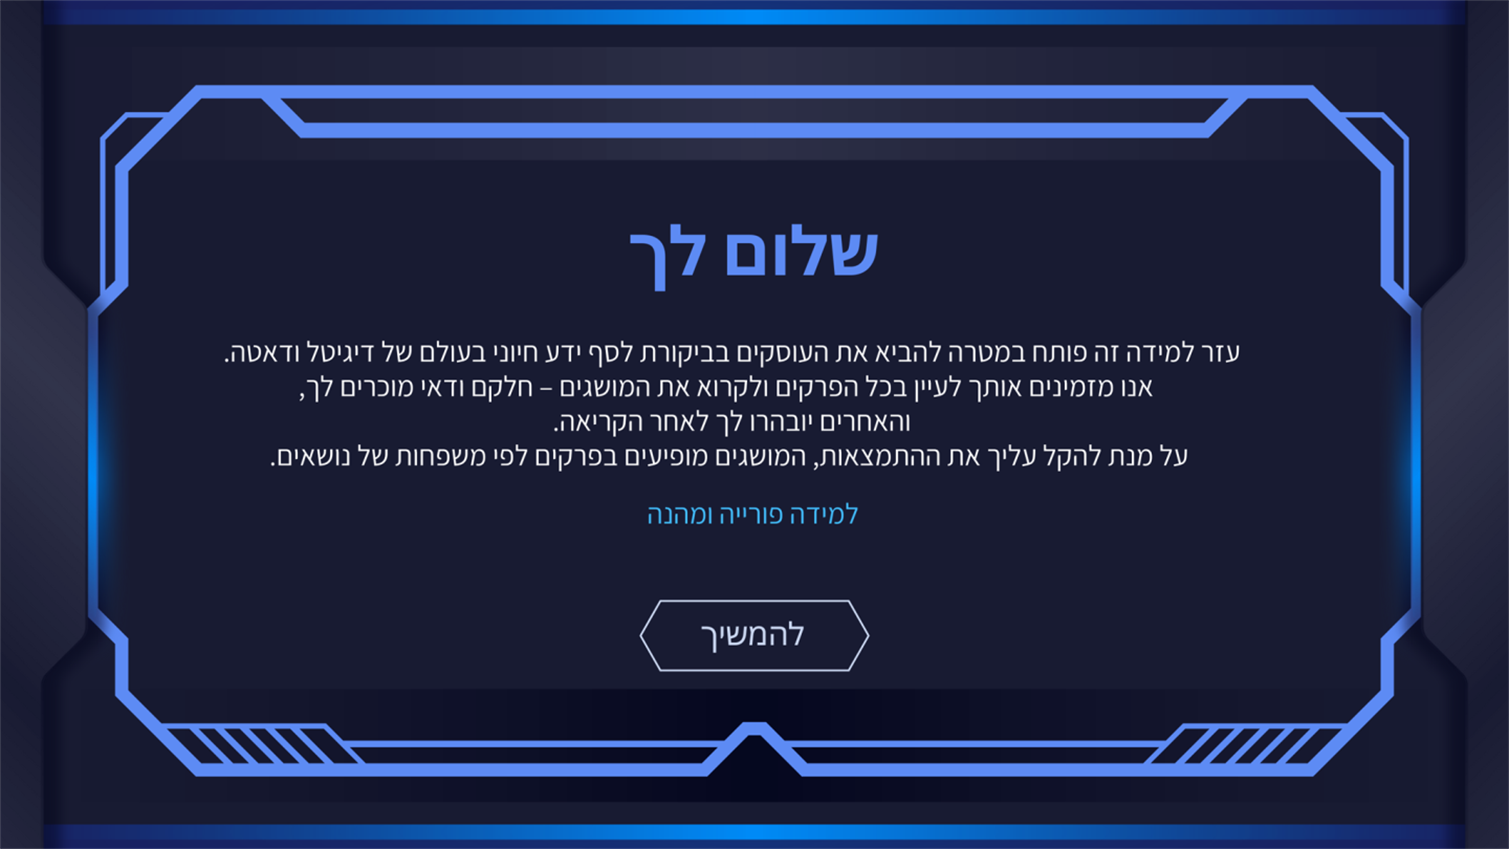 שלום לך
עזר למידה זה פותח במטרה להביא את העוסקים בביקורת לסף ידע חיוני בעולם של דיגיטל ודאטה.
אנו מזמינים אותך לעיין בכל הפרקים ולקרוא את המושגים – חלקם ודאי מוכרים לך,
והאחרים יובהרו לך לאחר הקריאה.
על מנת להקל עליך את ההתמצאות, המושגים מופיעים בפרקים לפי משפחות של נושאים.
למידה פורייה ומהנה
להמשיך